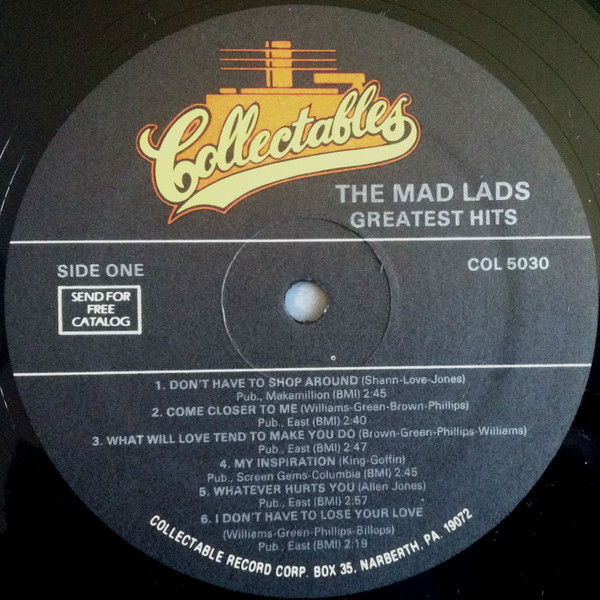 Collectables
THE MAD LADS
GREATEST HITS
SIDE ONE
COL 5030
SEND FOR
FREE
CATALOG
1. DON'T HAVE TO SHOP AROUND (Shann-Love-Jones)
Pub., Makamillion (BMI) 2:45
2. COME CLOSER TO ME (Williams-Green-Brown-Phillips)
Pub., East (BMI) 2:40
3. WHAT WILL LOVE TEND TO MAKE YOU DO (Brown-Green-Phillips-Williams)
Pub., East (BMI) 2:47
4. MY INSPIRATION (King-Goffin)
Pub., Screen Gems-Columbia (BMI) 2:45
5. WHATEVER HURTS YOU (Allen Jones)
Pub., East (BMI) 2:57
6. I DON'T HAVE TO LOSE YOUR LOVE
(Williams-Green-Phillips-Billops)
Pub., East (BMI) 2:19
COLLECTABLE RECORD CORP. BOX 35, NARBERTH, PA. 19072